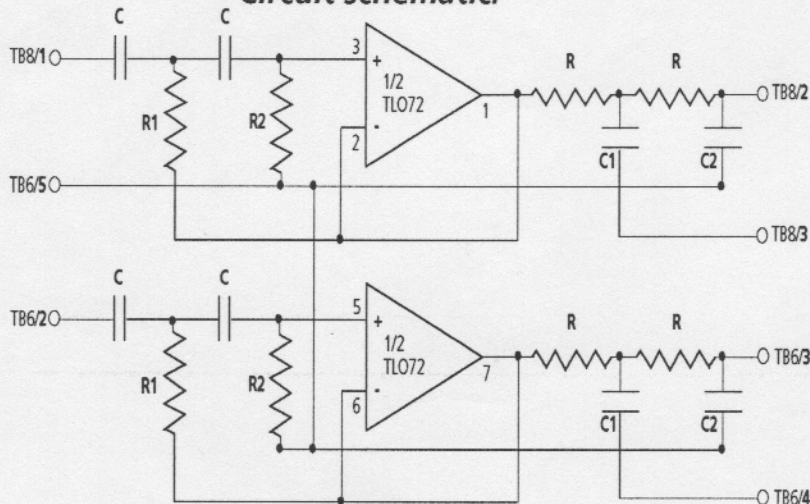 Circuit schematic.
C C
TB8/1 3 R R
+
1/2
TL072
TB8/2
R1 R2 1
2 - C1 C2
TB6/5
TB8/3
C C
TB6/2 5 R R
+
1/2
TL072
TB6/3
R1 R2 7
6 - C1 C2
TB6/4